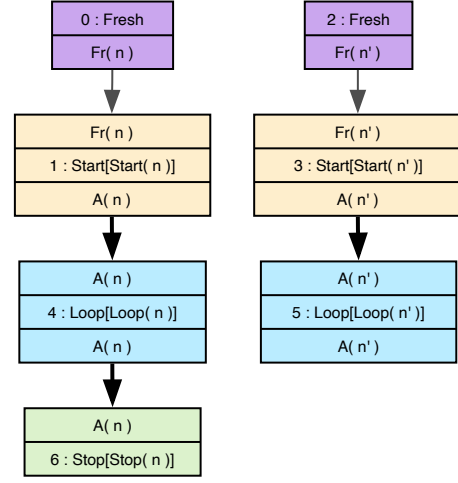 0 : Fresh
Fr( n )
Fr( n )
1 : Start[Start( n )]
A( n )
A( n )
4 : Loop[Loop( n )]
A( n )
A( n )
6 : Stop[Stop( n )]
2 : Fresh
Fr( n' )
Fr( n' )
3 : Start[Start( n' )]
A( n' )
A( n' )
5 : Loop[Loop( n' )]
A( n' )